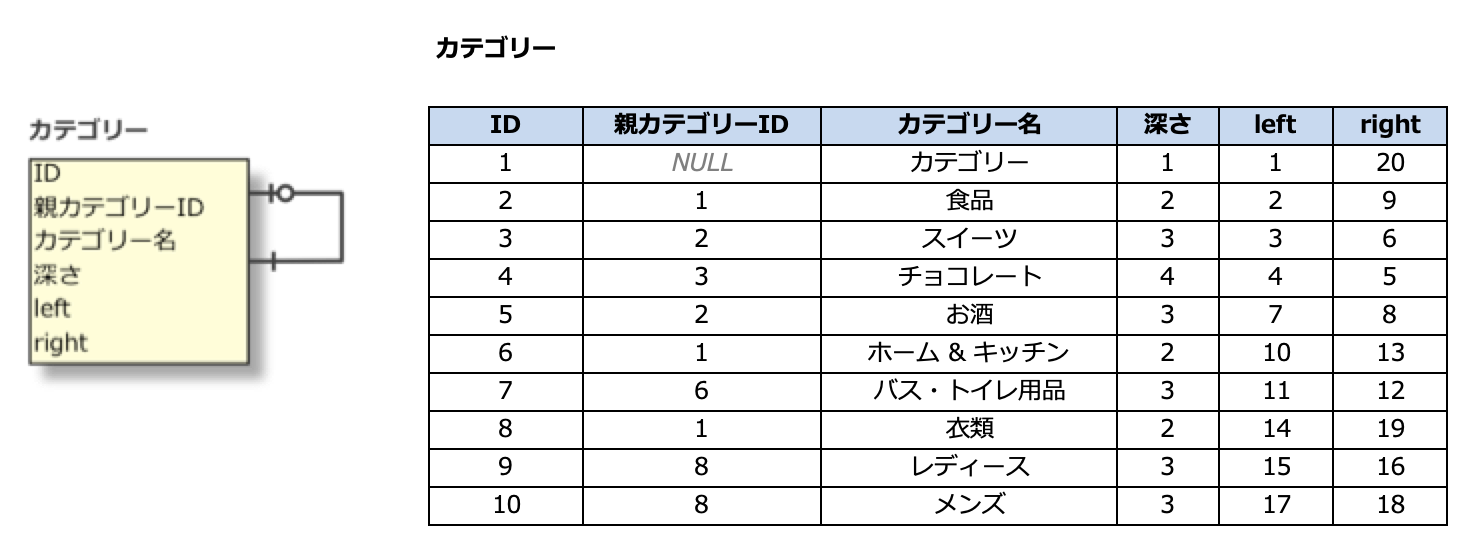 カテゴリー
ID
親カテゴリーID
カテゴリー名
深さ
left
right
カテゴリー
ID 親カテゴリーID カテゴリー名 深さ left right
1 NULL カテゴリー 1 1 20
2 1 食品 2 2 9
3 2 スイーツ 3 3 6
4 3 チョコレート 4 4 5
5 2 お酒 3 7 8
6 1 ホーム & キッチン 2 10 13
7 6 バス・トイレ用品 3 11 12
8 1 衣類 2 14 19
9 8 レディース 3 15 16
10 8 メンズ 3 17 18